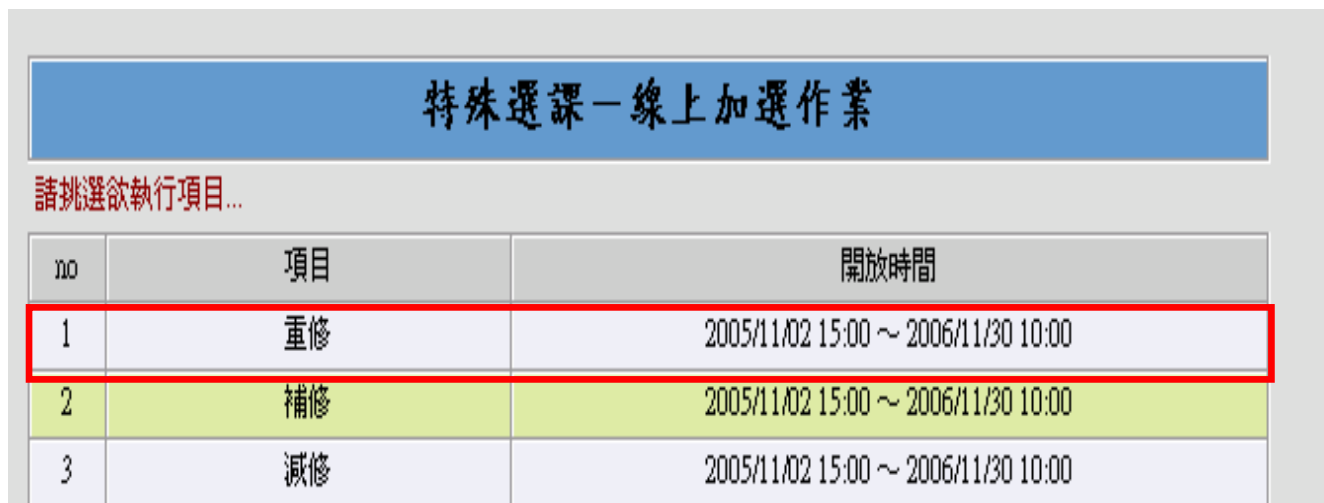 特殊選課－線上加選作業
請挑選欲執行項目...
no 項目 開放時間
1 重修 2005/11/02 15:00 ～ 2006/11/30 10:00
2 補修 2005/11/02 15:00 ～ 2006/11/30 10:00
3 減修 2005/11/02 15:00 ～ 2006/11/30 10:00